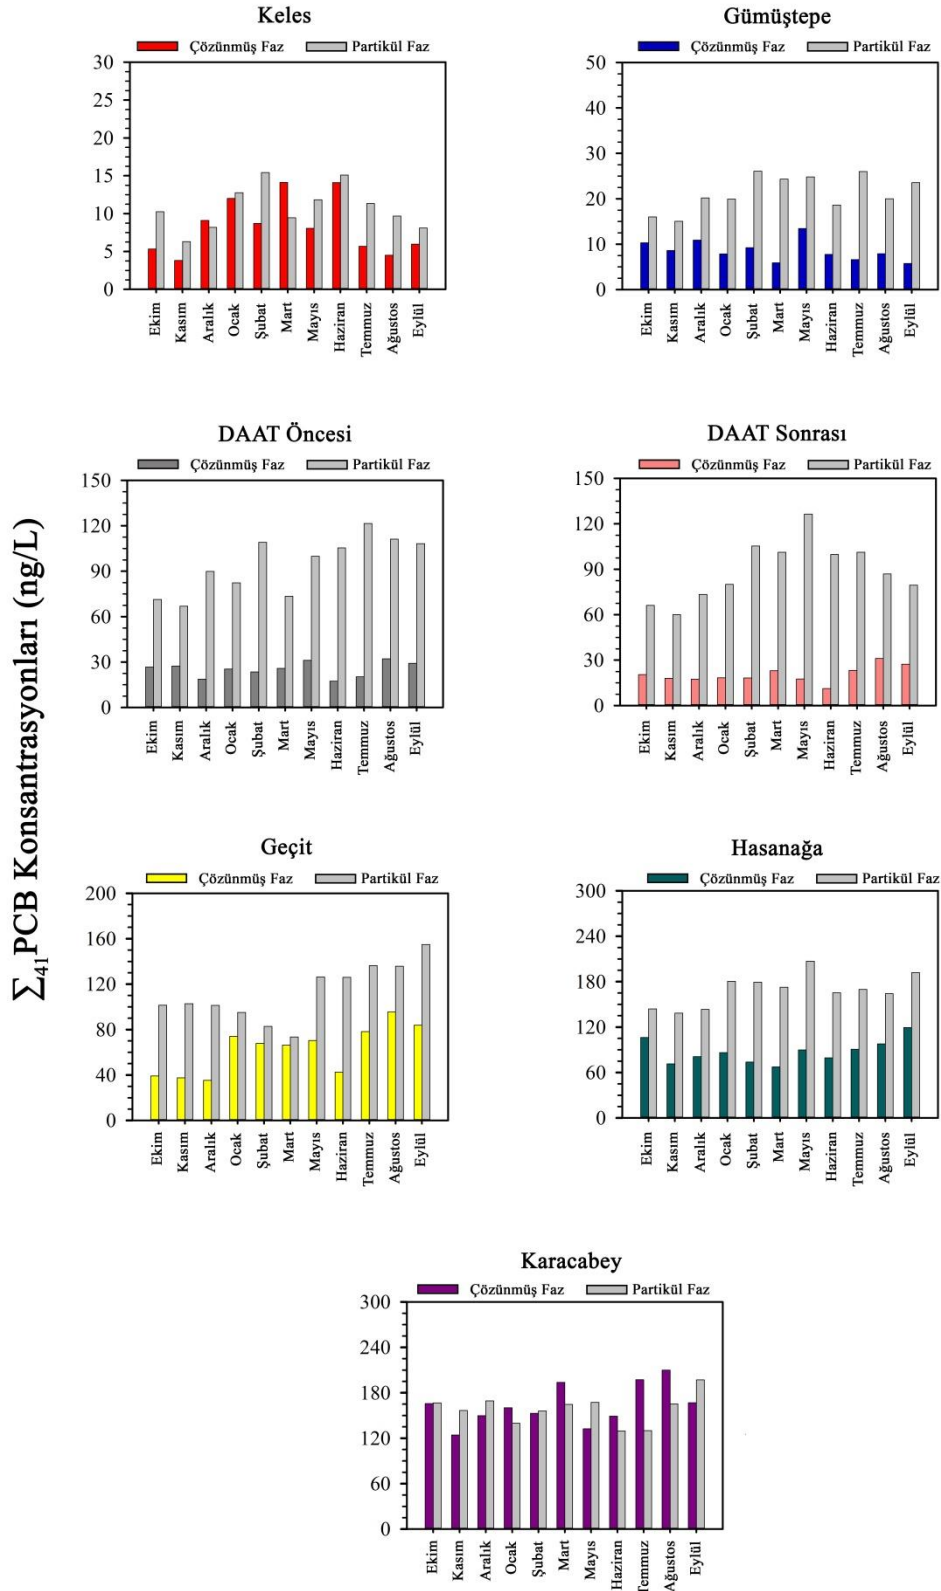 Keles
Çözünmüş Faz Partikül Faz
30
25
20
15
10
5
0
Ekim Kasım Aralık Ocak Şubat Mart Mayıs Haziran Temmuz Ağustos Eylül
Gümüştepe
Çözünmüş Faz Partikül Faz
50
40
30
20
10
0
Ekim Kasım Aralık Ocak Şubat Mart Mayıs Haziran Temmuz Ağustos Eylül
∑41PCB Konsantrasyonları (ng/L)
DAAT Öncesi
Çözünmüş Faz Partikül Faz
150
120
90
60
30
0
Ekim Kasım Aralık Ocak Şubat Mart Mayıs Haziran Temmuz Ağustos Eylül
DAAT Sonrası
Çözünmüş Faz Partikül Faz
150
120
90
60
30
0
Ekim Kasım Aralık Ocak Şubat Mart Mayıs Haziran Temmuz Ağustos Eylül
Geçit
Çözünmüş Faz Partikül Faz
200
160
120
80
40
0
Ekim Kasım Aralık Ocak Şubat Mart Mayıs Haziran Temmuz Ağustos Eylül
Hasanağa
Çözünmüş Faz Partikül Faz
300
240
180
120
60
0
Ekim Kasım Aralık Ocak Şubat Mart Mayıs Haziran Temmuz Ağustos Eylül
Karacabey
Çözünmüş Faz Partikül Faz
300
240
180
120
60
0
Ekim Kasım Aralık Ocak Şubat Mart Mayıs Haziran Temmuz Ağustos Eylül